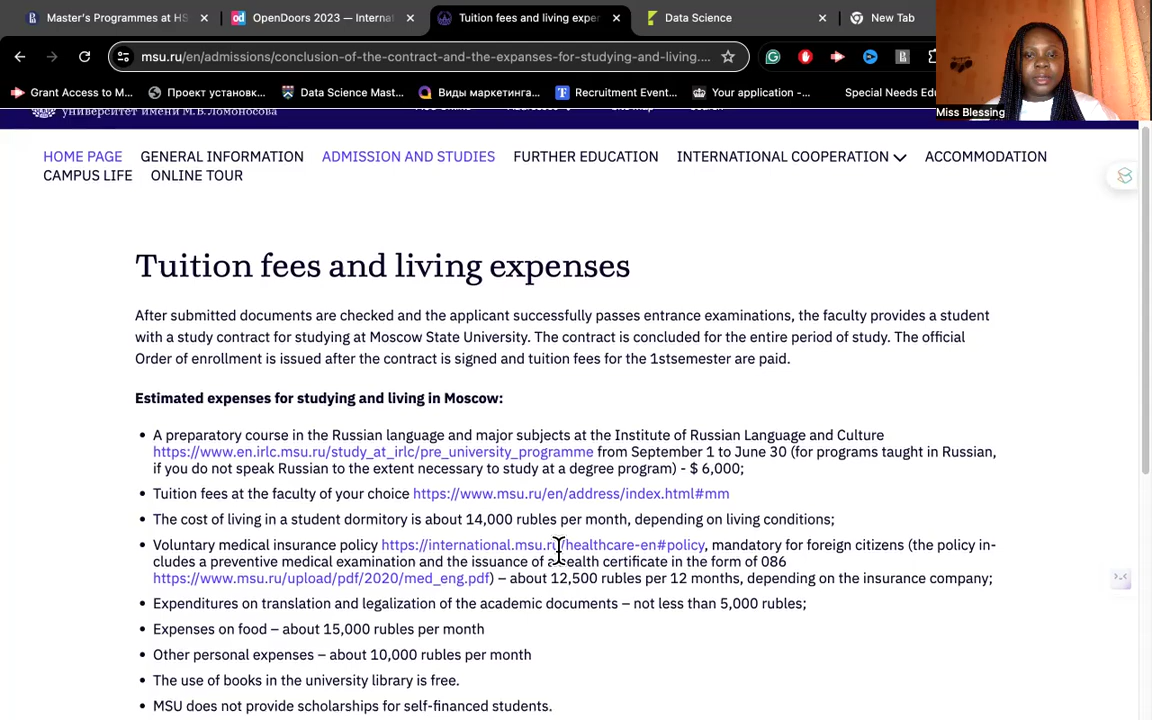 Master's Programmes at HS
OpenDoors 2023 — Internat
Tuition fees and living expen
Data Science
New Tab
msu.ru/en/admissions/conclusion-of-the-contract-and-the-expanses-for-studying-and-living....
Grant Access to M...
Проект установк...
Data Science Mast...
Виды маркетинга...
Recruitment Event...
Your application -...
Special Needs Edu
Miss Blessing
университет имени М.В.Ломоносова
HOME PAGE GENERAL INFORMATION ADMISSION AND STUDIES FURTHER EDUCATION INTERNATIONAL COOPERATION ACCOMMODATION
CAMPUS LIFE ONLINE TOUR
Tuition fees and living expenses
After submitted documents are checked and the applicant successfully passes entrance examinations, the faculty provides a student
with a study contract for studying at Moscow State University. The contract is concluded for the entire period of study. The official
Order of enrollment is issued after the contract is signed and tuition fees for the 1stsemester are paid.
Estimated expenses for studying and living in Moscow:
• A preparatory course in the Russian language and major subjects at the Institute of Russian Language and Culture
https://www.en.irlc.msu.ru/study_at_irlc/pre_university_programme from September 1 to June 30 (for programs taught in Russian,
if you do not speak Russian to the extent necessary to study at a degree program) - $ 6,000;
• Tuition fees at the faculty of your choice https://www.msu.ru/en/address/index.html#mm
• The cost of living in a student dormitory is about 14,000 rubles per month, depending on living conditions;
• Voluntary medical insurance policy https://international.msu.ru/healthcare-en#policy, mandatory for foreign citizens (the policy in-
cludes a preventive medical examination and the issuance of a health certificate in the form of 086
https://www.msu.ru/upload/pdf/2020/med_eng.pdf) – about 12,500 rubles per 12 months, depending on the insurance company;
• Expenditures on translation and legalization of the academic documents – not less than 5,000 rubles;
• Expenses on food – about 15,000 rubles per month
• Other personal expenses – about 10,000 rubles per month
• The use of books in the university library is free.
• MSU does not provide scholarships for self-financed students.